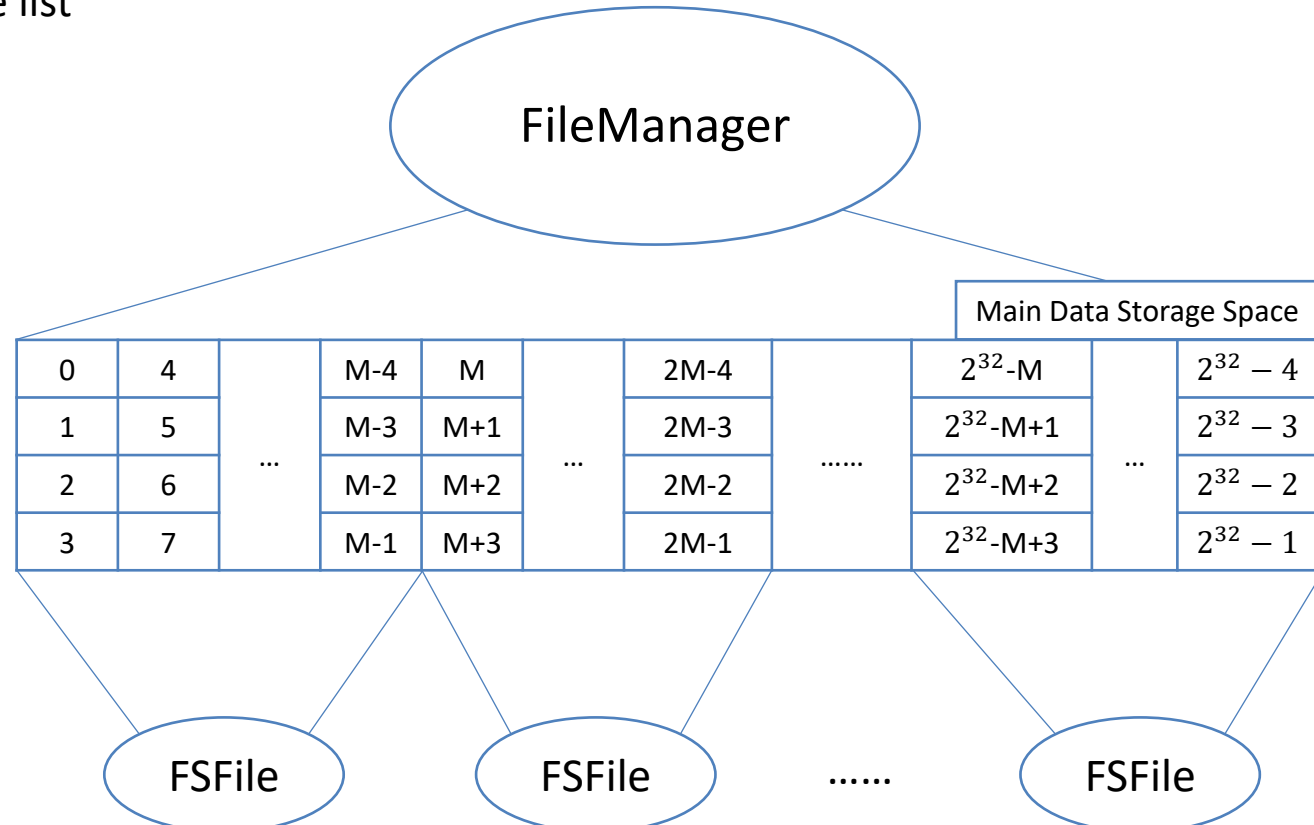 list
FileManager
Main Data Storage Space
0 4 M-4 M 2M-4 2³²-M 2³² − 4
1 5 M-3 M+1 2M-3 2³²-M+1 2³² − 3
... ... ...... ...
2 6 M-2 M+2 2M-2 2³²-M+2 2³² − 2
3 7 M-1 M+3 2M-1 2³²-M+3 2³² − 1
FSFile FSFile ...... FSFile